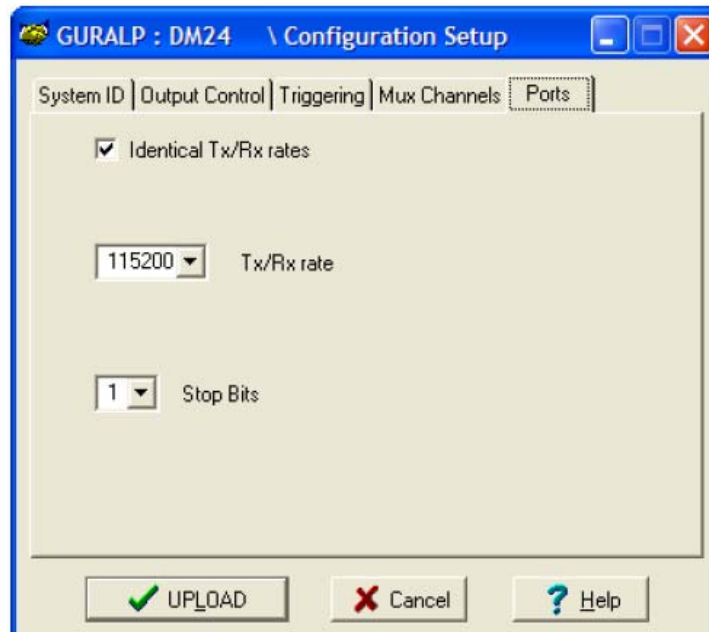 GURALP : DM24 \ Configuration Setup
System ID Output Control Triggering Mux Channels Ports
Identical Tx/Rx rates
115200 Tx/Rx rate
1 Stop Bits
UPLOAD Cancel Help